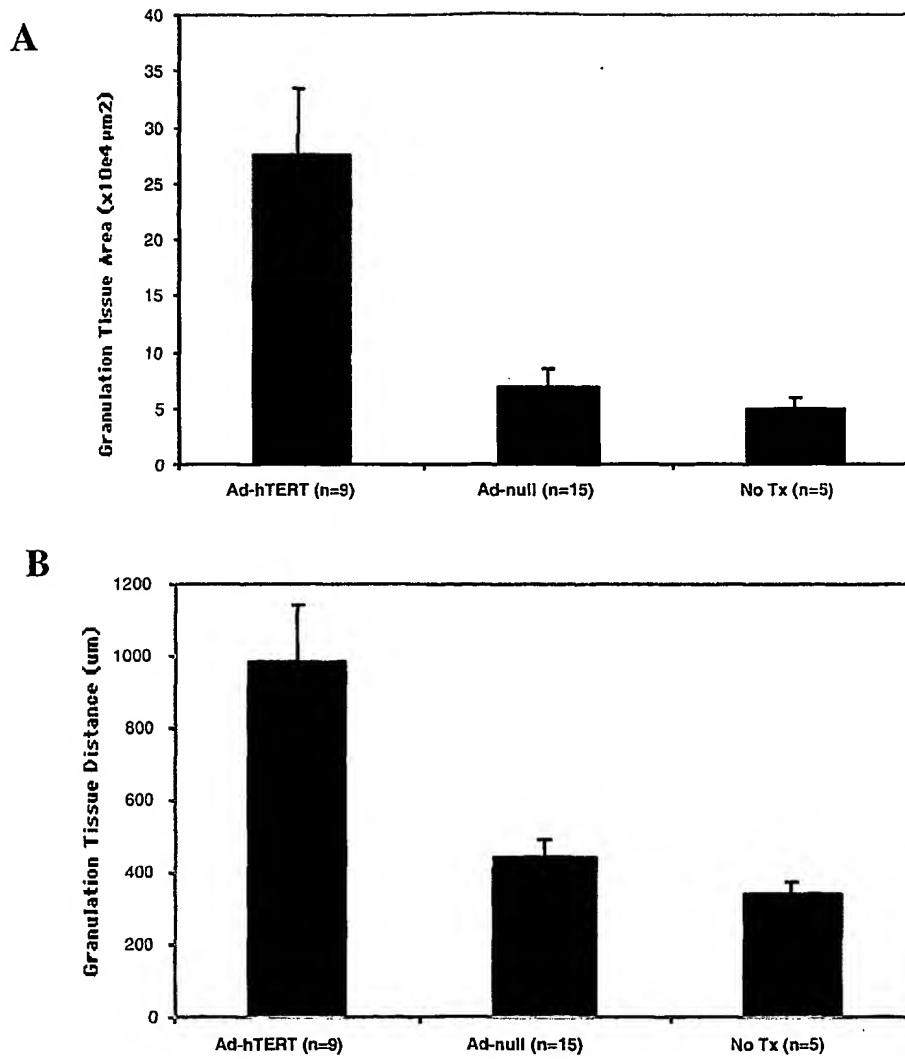 A
Granulation Tissue Area (x10e4 µm2)
40
35
30
25
20
15
10
5
0
Ad-hTERT (n=9)
Ad-null (n=15)
No Tx (n=5)
B
Granulation Tissue Distance (um)
1200
1000
800
600
400
200
0
Ad-hTERT (n=9)
Ad-null (n=15)
No Tx (n=5)